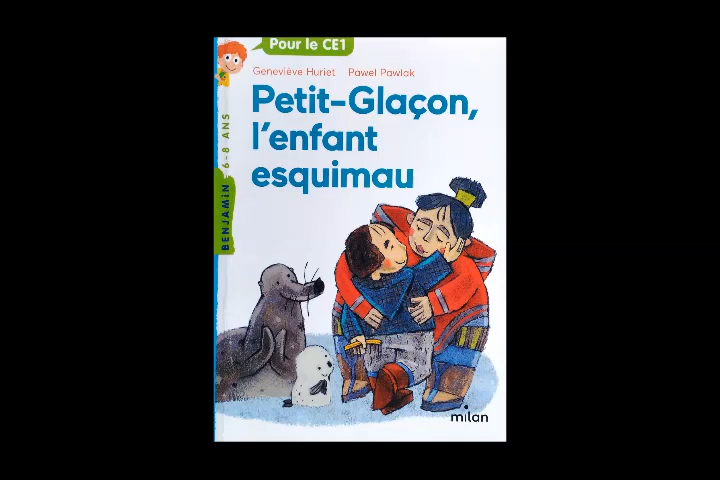 Pour le CE1
Geneviève Huriet Pawel Pawlak
Petit-Glaçon,
l'enfant
esquimau
BENJAMIN - 6-8 ANS
milan